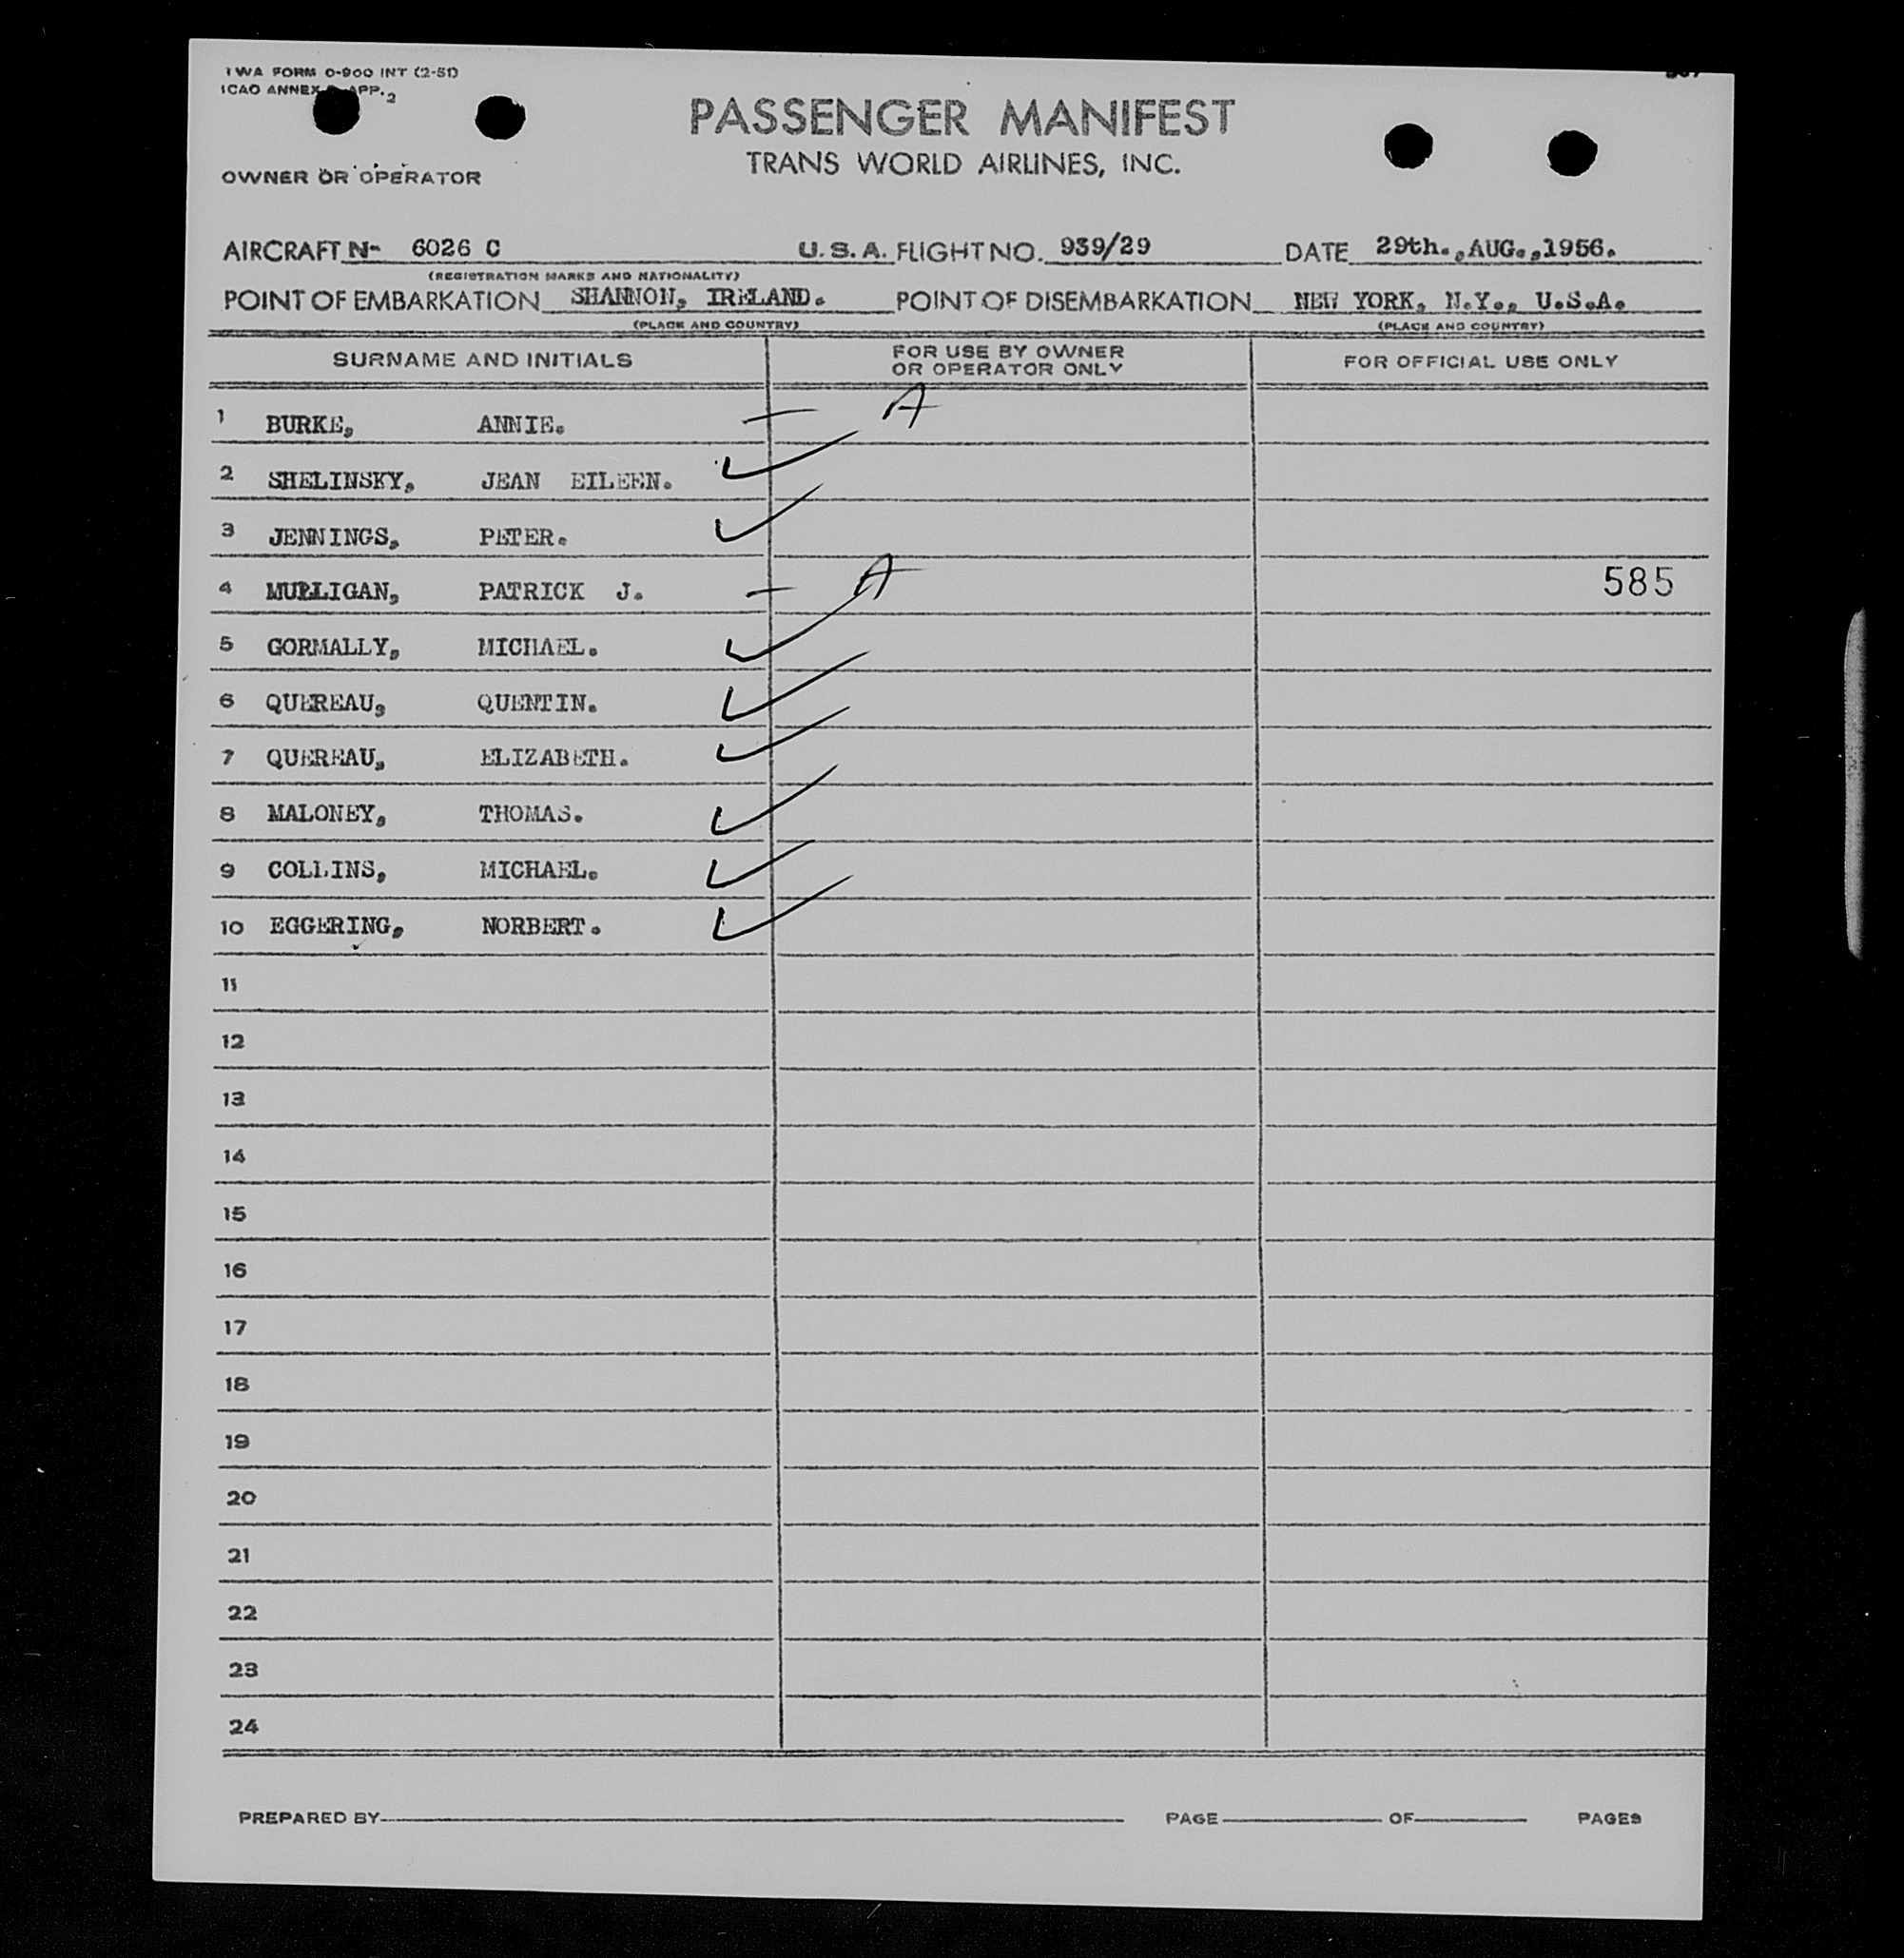 TWA FORM O-900 INT (2-51)
ICAO ANNEX APP. 2
PASSENGER MANIFEST
TRANS WORLD AIRLINES, INC.
OWNER OR OPERATOR
AIRCRAFT N- 6026 C U.S.A. FLIGHT NO. 939/29 DATE 29th.,AUG.,1956.
(REGISTRATION MARKS AND NATIONALITY)
POINT OF EMBARKATION SHANNON, IRELAND. POINT OF DISEMBARKATION NEW YORK, N.Y., U.S.A.
(PLACE AND COUNTRY) (PLACE AND COUNTRY)
SURNAME AND INITIALS FOR USE BY OWNER OR OPERATOR ONLY FOR OFFICIAL USE ONLY
1 BURKE, ANNIE. — A
2 SHELINSKY, JEAN EILEEN. ✓
3 JENNINGS, PETER. ✓
4 MULLIGAN, PATRICK J. — A 585
5 GORMALLY, MICHAEL. ✓
6 QUEREAU, QUENTIN. ✓
7 QUEREAU, ELIZABETH. ✓
8 MALONEY, THOMAS. ✓
9 COLLINS, MICHAEL. ✓
10 EGGERING, NORBERT. ✓
11
12
13
14
15
16
17
18
19
20
21
22
23
24
PREPARED BY PAGE OF PAGES